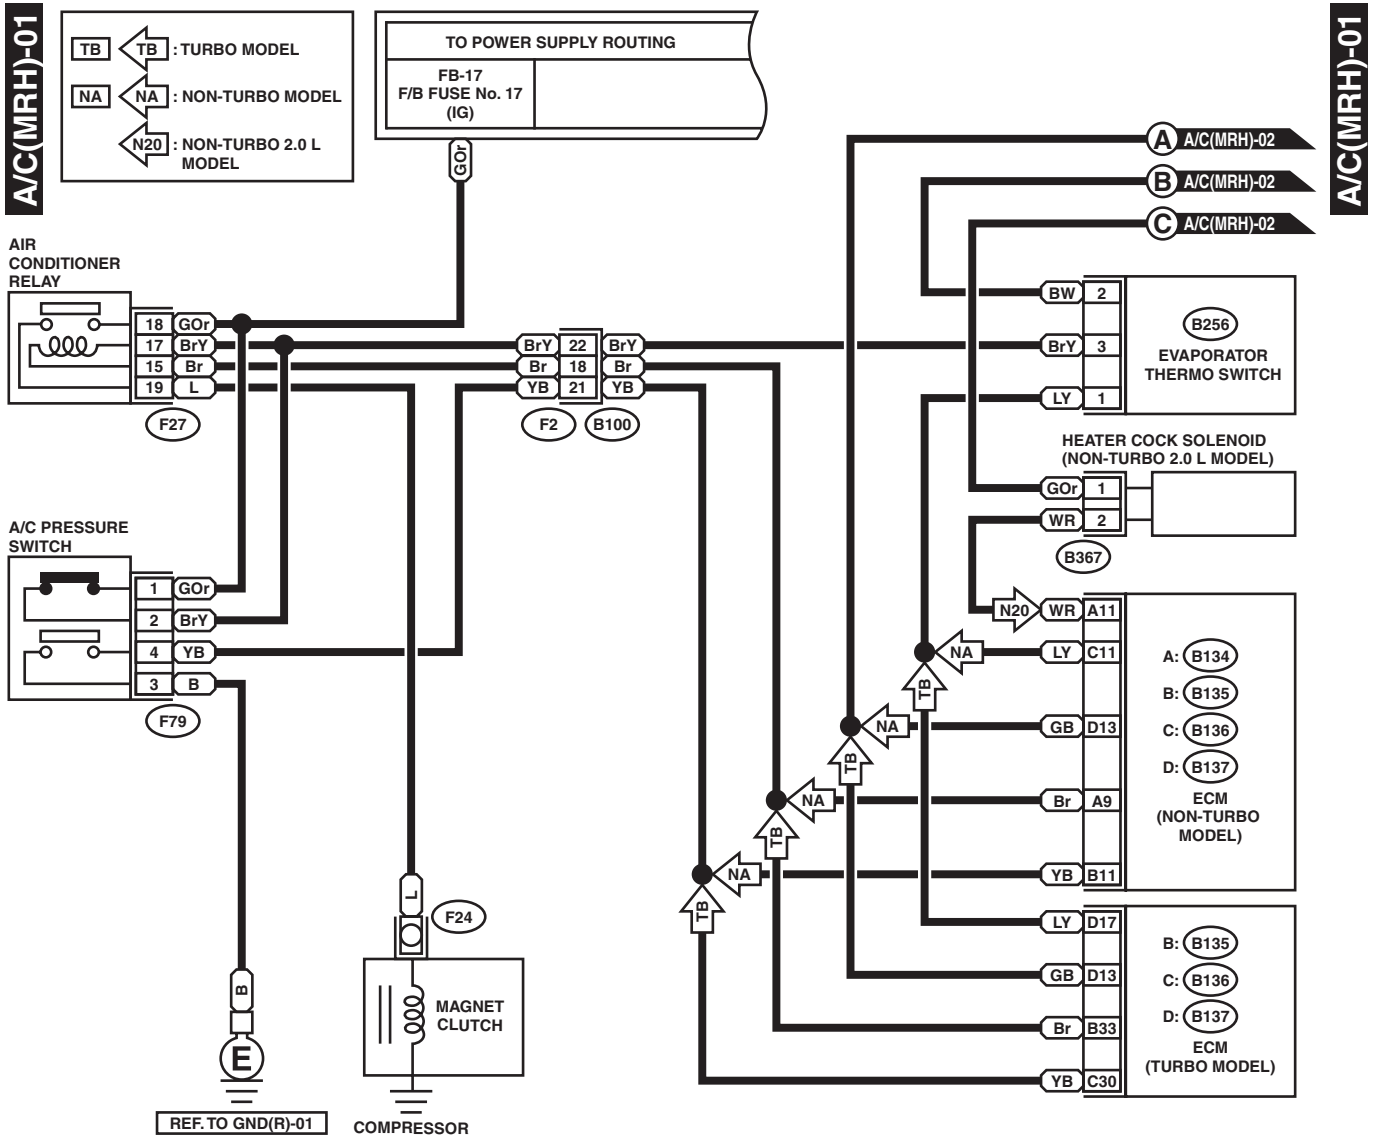 A/C(MRH)-01
A/C(MRH)-01
TB TB : TURBO MODEL
NA NA : NON-TURBO MODEL
N20 : NON-TURBO 2.0 L
MODEL
TO POWER SUPPLY ROUTING
FB-17
F/B FUSE No. 17
(IG)
GOr
A A/C(MRH)-02
B A/C(MRH)-02
C A/C(MRH)-02
AIR
CONDITIONER
RELAY
18 GOr
17 BrY
15 Br
19 L
F27
BrY 22 BrY
Br 18 Br
YB 21 YB
F2 B100
BW 2
BrY 3
LY 1
B256
EVAPORATOR
THERMO SWITCH
HEATER COCK SOLENOID
(NON-TURBO 2.0 L MODEL)
GOr 1
WR 2
B367
A/C PRESSURE
SWITCH
1 GOr
2 BrY
4 YB
3 B
F79
N20 WR A11
NA LY C11
TB
NA GB D13
TB
NA Br A9
TB
NA YB B11
TB
A: B134
B: B135
C: B136
D: B137
ECM
(NON-TURBO
MODEL)
LY D17
GB D13
Br B33
YB C30
B: B135
C: B136
D: B137
ECM
(TURBO MODEL)
L
F24
MAGNET
CLUTCH
COMPRESSOR
B
E
REF. TO GND(R)-01